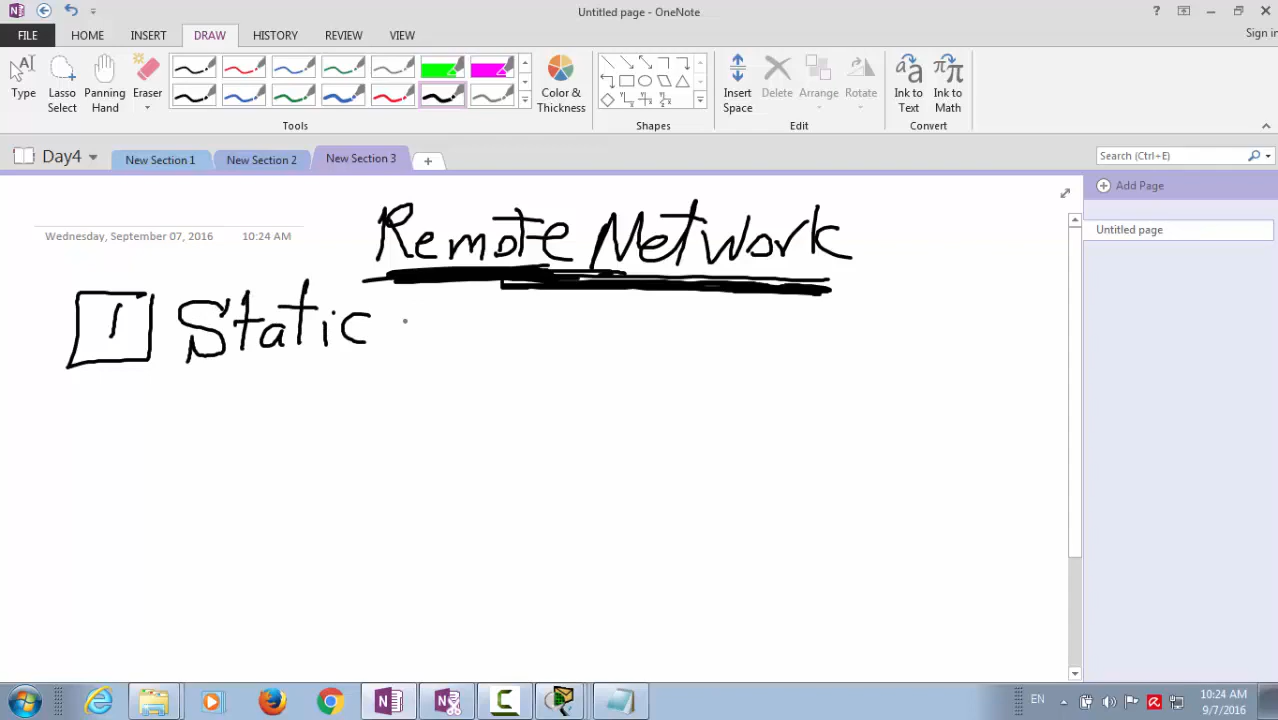 Untitled page - OneNote
?
FILE HOME INSERT DRAW HISTORY REVIEW VIEW
Sign in
Type
Lasso Select
Panning Hand
Eraser
Color & Thickness
Insert Space
Delete
Arrange
Rotate
Ink to Text
Ink to Math
Tools
Shapes
Edit
Convert
Day4
New Section 1
New Section 2
New Section 3
+
Search (Ctrl+E)
Add Page
Untitled page
Wednesday, September 07, 2016 10:24 AM
Remote Network
1 Static
EN
10:24 AM
9/7/2016